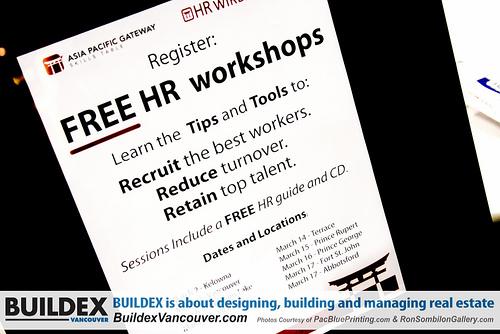 ASIA PACIFIC GATEWAY
SKILLS TABLE
HR WIRE
Register:
FREE HR workshops
Learn the Tips and Tools to:
Recruit the best workers.
Reduce turnover.
Retain top talent.
Sessions Include a FREE HR guide and CD.
Dates and Locations
Kelowna
March 14 - Terrace
March 15 - Prince Rupert
March 16 - Prince George
March 17 - Fort St. John
March 17 - Abbotsford
BUILDEX
VANCOUVER
BUILDEX is about designing, building and managing real estate
BuildexVancouver.com
Photos Courtesy of PacBluePrinting.com & RonSombilonGallery.com